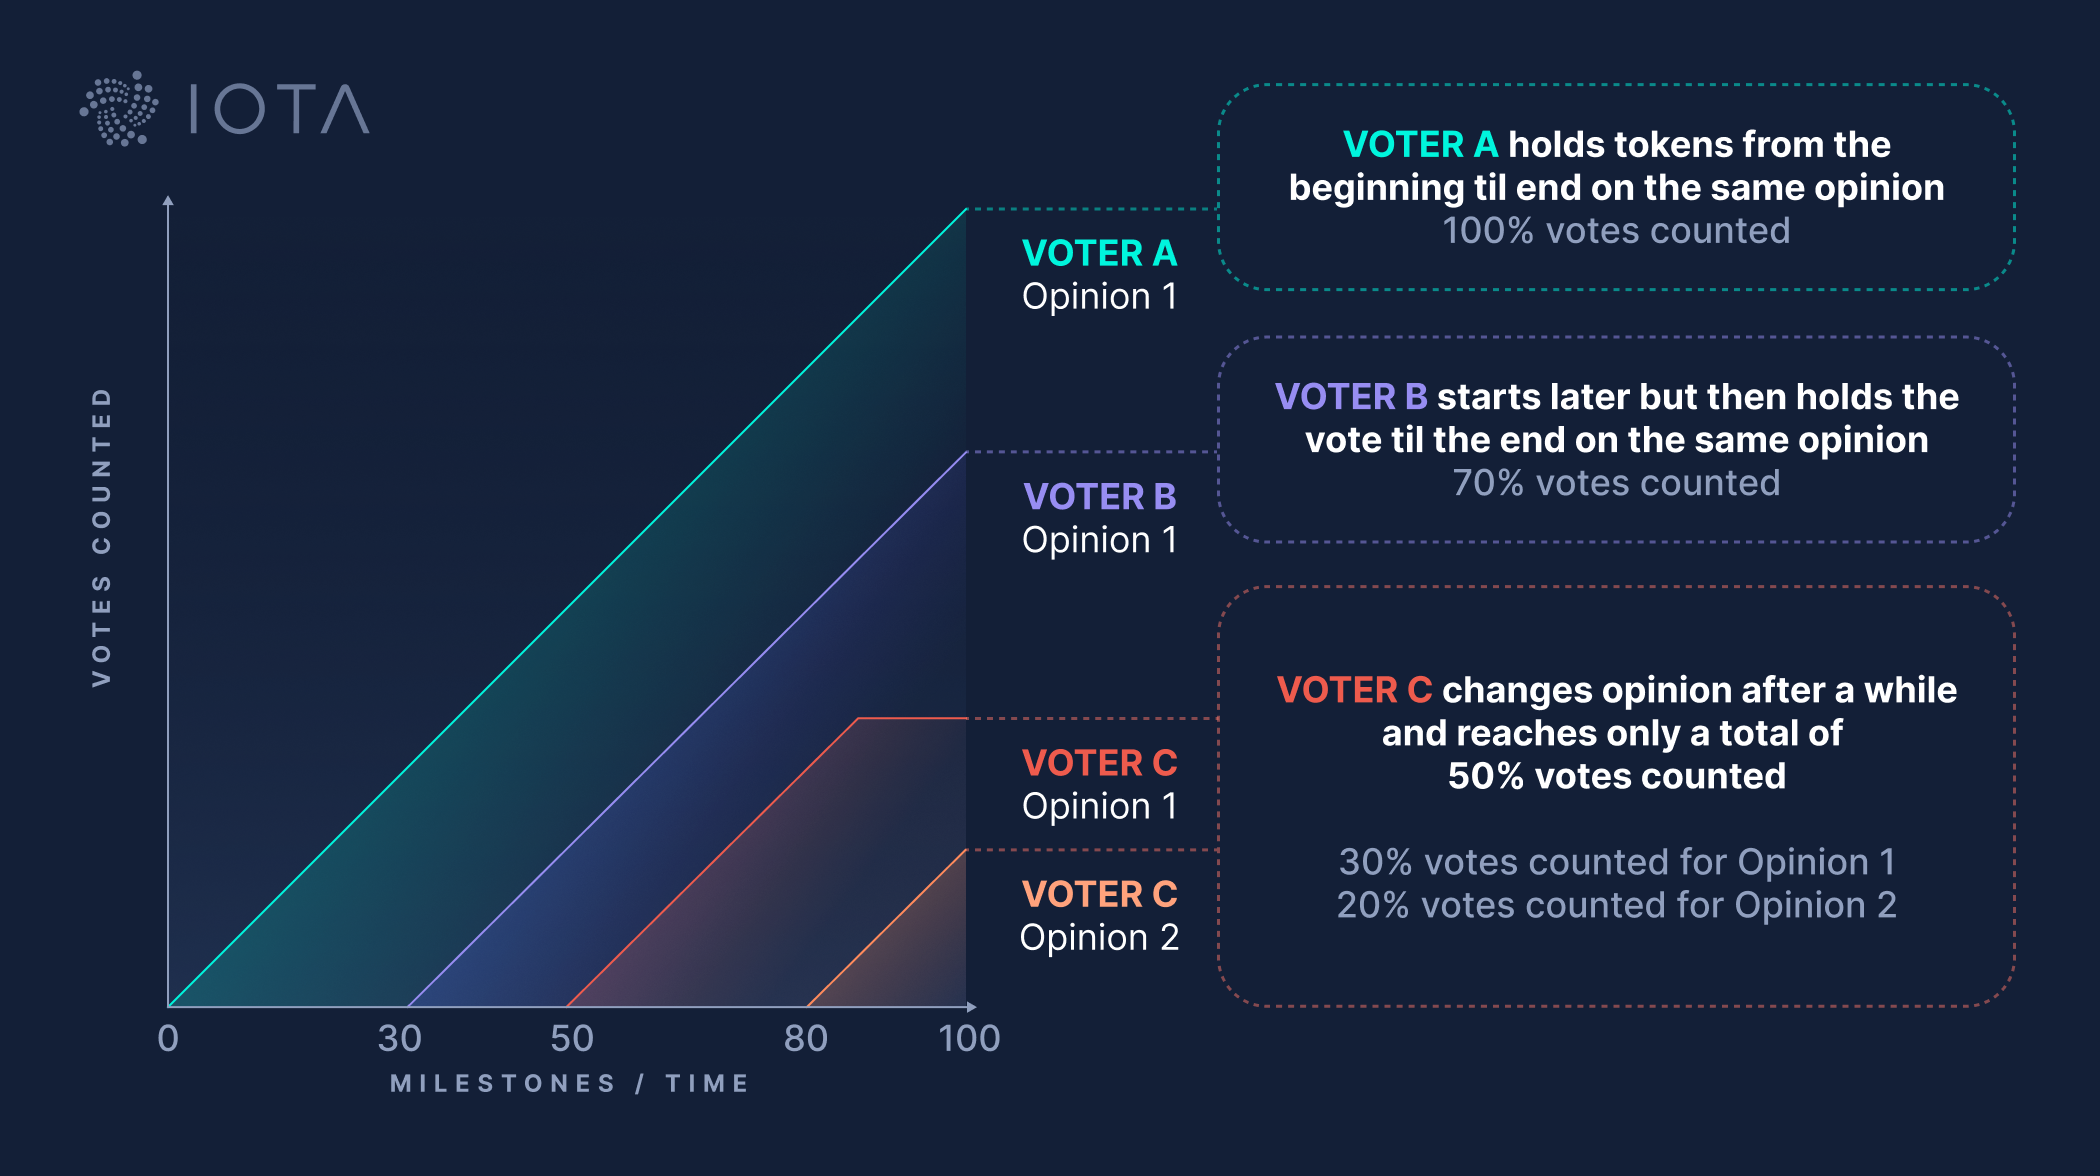 IOTA
VOTES COUNTED
0
30
50
80
100
MILESTONES / TIME
VOTER A
Opinion 1
VOTER B
Opinion 1
VOTER C
Opinion 1
VOTER C
Opinion 2
VOTER A holds tokens from the
beginning til end on the same opinion
100% votes counted
VOTER B starts later but then holds the
vote til the end on the same opinion
70% votes counted
VOTER C changes opinion after a while
and reaches only a total of
50% votes counted
30% votes counted for Opinion 1
20% votes counted for Opinion 2